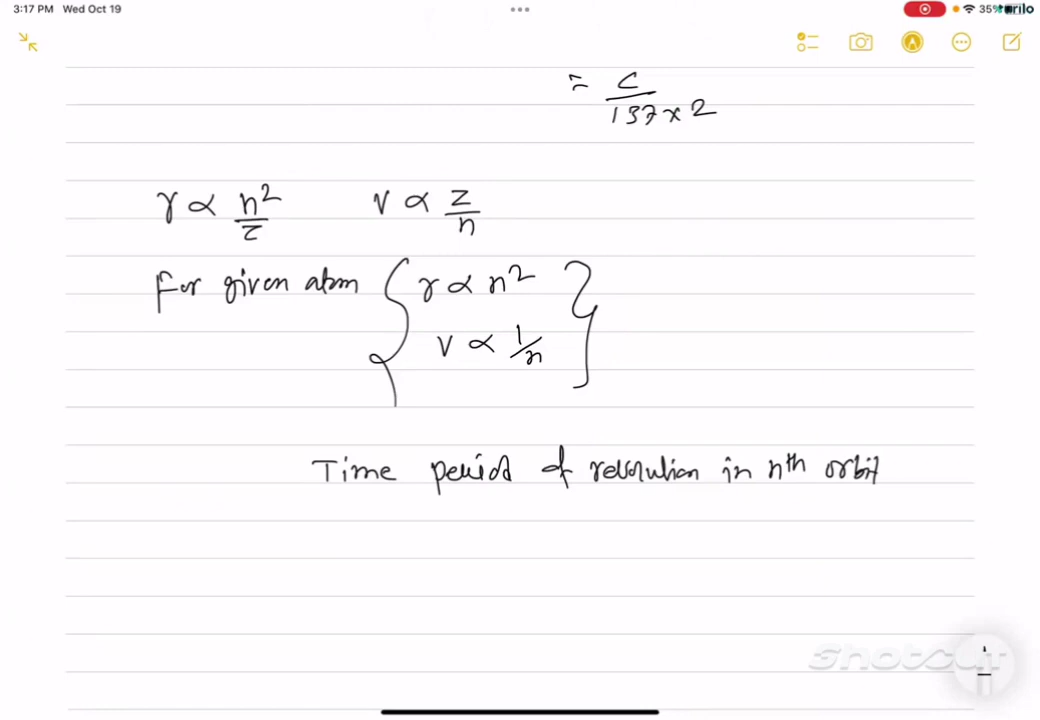 3:17 PM Wed Oct 19
35%
= C / 137 x 2
r ∝ n² / z    v ∝ z / n
For given atom { r ∝ n² }
v ∝ 1/n
Time period of revolution in nth orbit
Shotcut